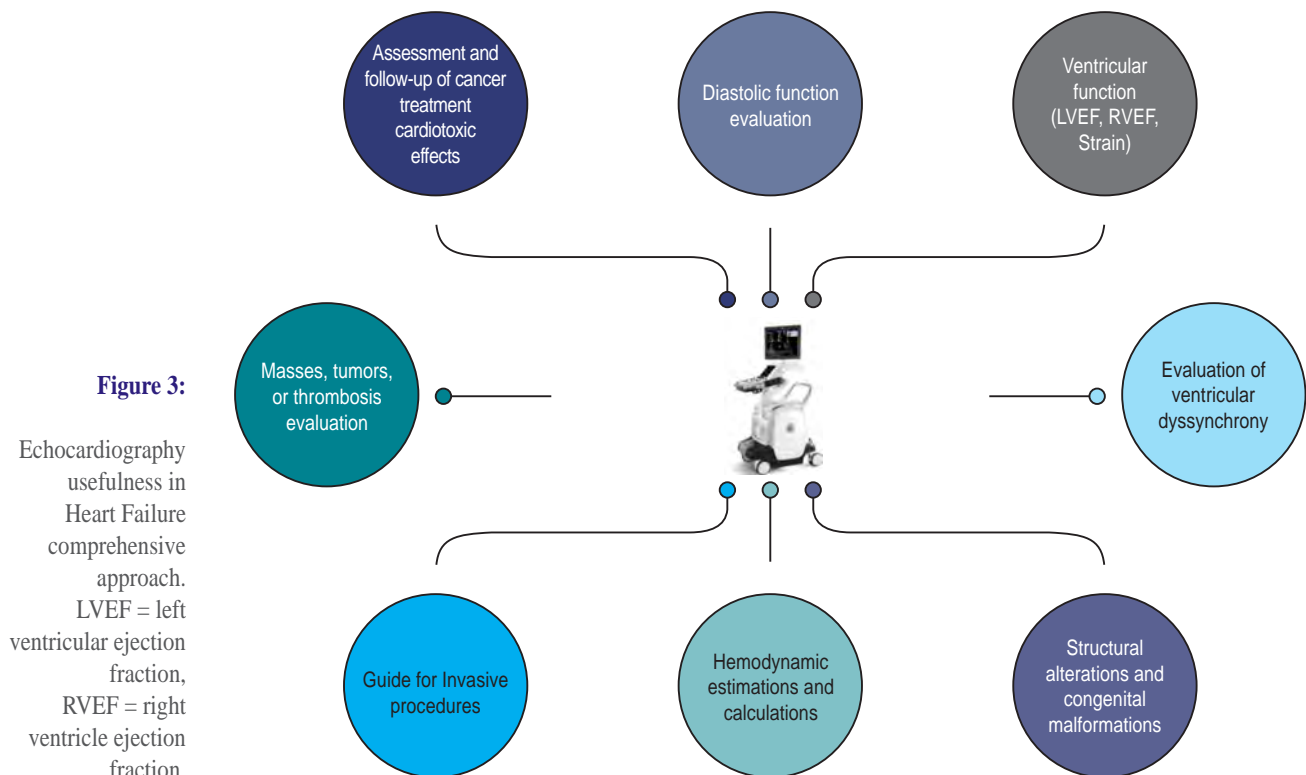 Assessment and
follow-up of cancer
treatment
cardiotoxic
effects
Diastolic function
evaluation
Ventricular
function
(LVEF, RVEF,
Strain)
Masses, tumors,
or thrombosis
evaluation
Evaluation of
ventricular
dyssynchrony
Guide for Invasive
procedures
Hemodynamic
estimations and
calculations
Structural
alterations and
congenital
malformations
Figure 3:
Echocardiography
usefulness in
Heart Failure
comprehensive
approach.
LVEF = left
ventricular ejection
fraction,
RVEF = right
ventricle ejection
fraction.